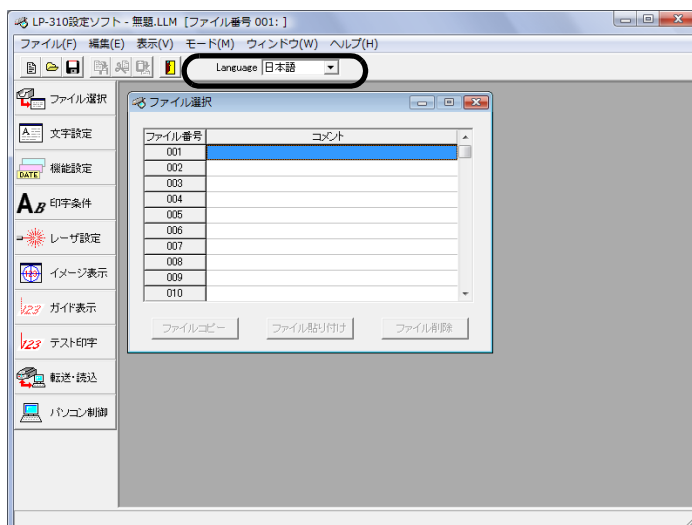 LP-310設定ソフト - 無題.LLM [ファイル番号 001: ]
ファイル(F) 編集(E) 表示(V) モード(M) ウィンドウ(W) ヘルプ(H)
Language 日本語
ファイル選択
文字設定
DATE 機能設定
AB 印字条件
レーザ設定
123 イメージ表示
123 ガイド表示
123 テスト印字
転送・読込
パソコン制御
ファイル選択
ファイル番号 コメント
001
002
003
004
005
006
007
008
009
010
ファイルコピー ファイル貼り付け ファイル削除